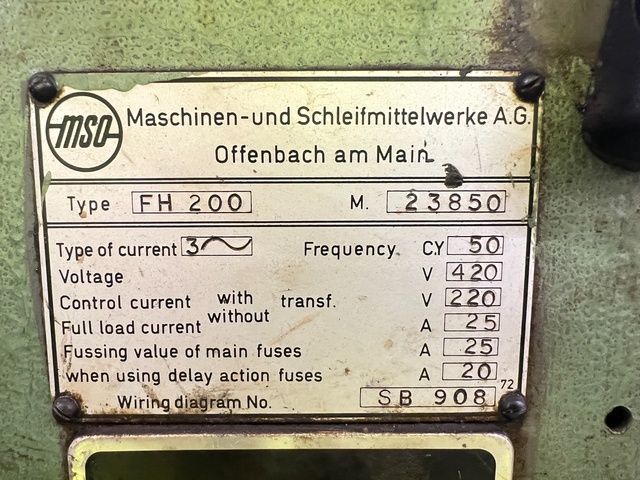 mso Maschinen-und Schleifmittelwerke A.G.
Offenbach am Main
Type FH 200 M. 23850
Type of current 3~ Frequency C.Y 50
Voltage V 420
Control current with without transf. V 220
Full load current A 25
Fussing value of main fuses A 25
when using delay action fuses A 20
Wiring diagram No. SB 908 72